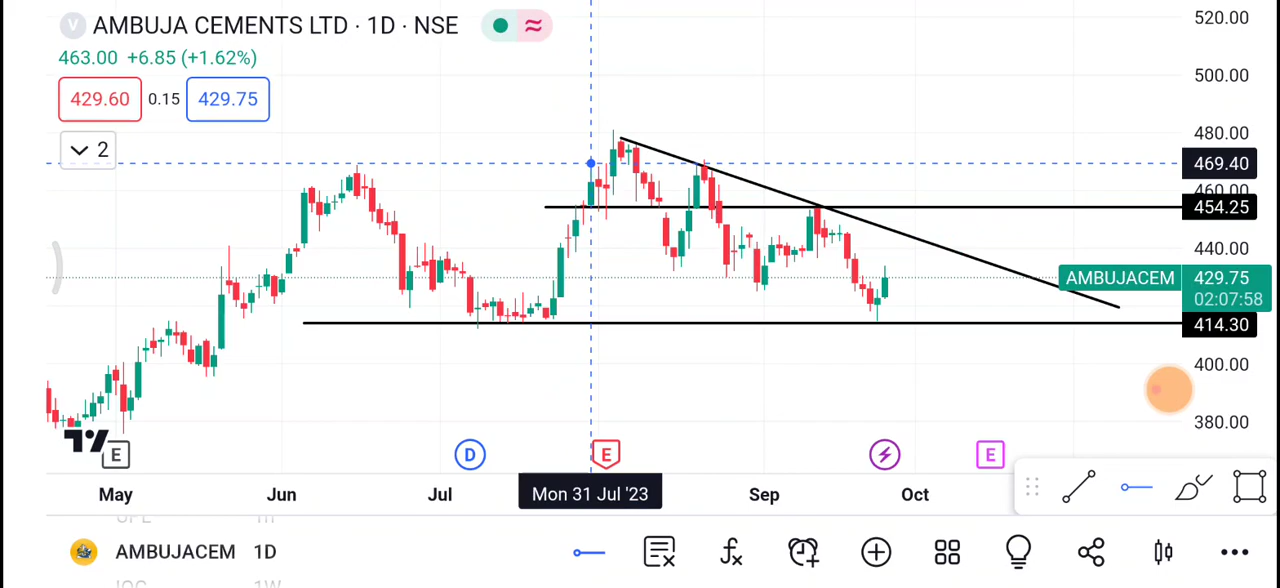 V AMBUJA CEMENTS LTD · 1D · NSE
463.00 +6.85 (+1.62%)
429.60 0.15 429.75
2
520.00
500.00
480.00
469.40
460.00
454.25
440.00
AMBUJACEM 429.75
02:07:58
414.30
400.00
380.00
E D E E
May Jun Jul Mon 31 Jul '23 Sep Oct
AMBUJACEM 1D